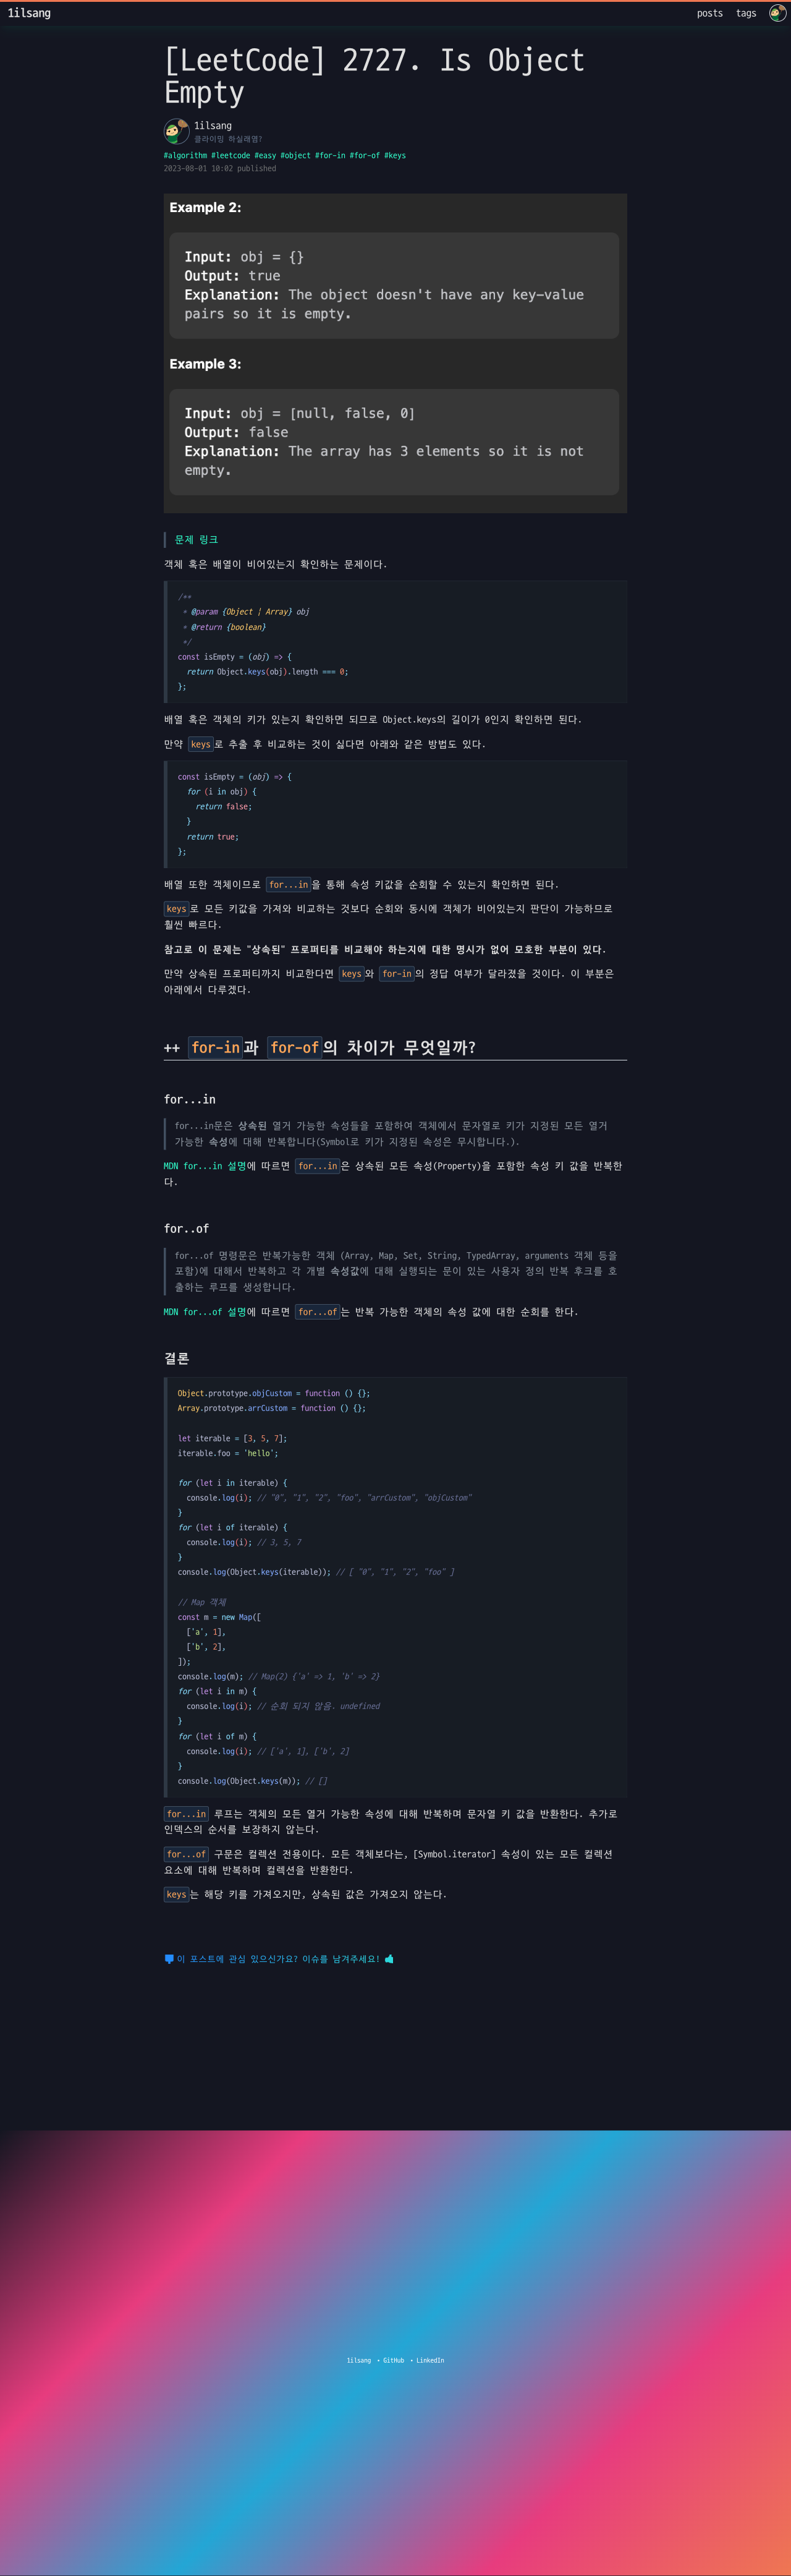 1ilsang
posts tags
[LeetCode] 2727. Is Object
Empty
1ilsang
클라이밍 하실래염?
#algorithm #leetcode #easy #object #for-in #for-of #keys
2023-08-01 10:02 published
Example 2:
Input: obj = {}
Output: true
Explanation: The object doesn't have any key-value
pairs so it is empty.
Example 3:
Input: obj = [null, false, 0]
Output: false
Explanation: The array has 3 elements so it is not
empty.
문제 링크
객체 혹은 배열이 비어있는지 확인하는 문제이다.
/**
 * @param {Object | Array} obj
 * @return {boolean}
 */
const isEmpty = (obj) => {
  return Object.keys(obj).length === 0;
};
배열 혹은 객체의 키가 있는지 확인하면 되므로 Object.keys의 길이가 0인지 확인하면 된다.
만약 keys로 추출 후 비교하는 것이 싫다면 아래와 같은 방법도 있다.
const isEmpty = (obj) => {
  for (i in obj) {
    return false;
  }
  return true;
};
배열 또한 객체이므로 for...in을 통해 속성 키값을 순회할 수 있는지 확인하면 된다.
keys로 모든 키값을 가져와 비교하는 것보다 순회와 동시에 객체가 비어있는지 판단이 가능하므로
훨씬 빠르다.
참고로 이 문제는 "상속된" 프로퍼티를 비교해야 하는지에 대한 명시가 없어 모호한 부분이 있다.
만약 상속된 프로퍼티까지 비교한다면 keys와 for-in의 정답 여부가 달라졌을 것이다. 이 부분은
아래에서 다루겠다.
++ for-in과 for-of의 차이가 무엇일까?
for...in
for...in문은 상속된 열거 가능한 속성들을 포함하여 객체에서 문자열로 키가 지정된 모든 열거
가능한 속성에 대해 반복합니다(Symbol로 키가 지정된 속성은 무시합니다.).
MDN for...in 설명에 따르면 for...in은 상속된 모든 속성(Property)을 포함한 속성 키 값을 반복한
다.
for..of
for...of 명령문은 반복가능한 객체 (Array, Map, Set, String, TypedArray, arguments 객체 등을
포함)에 대해서 반복하고 각 개별 속성값에 대해 실행되는 문이 있는 사용자 정의 반복 후크를 호
출하는 루프를 생성합니다.
MDN for...of 설명에 따르면 for...of는 반복 가능한 객체의 속성 값에 대한 순회를 한다.
결론
Object.prototype.objCustom = function () {};
Array.prototype.arrCustom = function () {};
let iterable = [3, 5, 7];
iterable.foo = 'hello';
for (let i in iterable) {
  console.log(i); // "0", "1", "2", "foo", "arrCustom", "objCustom"
}
for (let i of iterable) {
  console.log(i); // 3, 5, 7
}
console.log(Object.keys(iterable)); // [ "0", "1", "2", "foo" ]
// Map 객체
const m = new Map([
  ['a', 1],
  ['b', 2],
]);
console.log(m); // Map(2) {'a' => 1, 'b' => 2}
for (let i in m) {
  console.log(i); // 순회 되지 않음. undefined
}
for (let i of m) {
  console.log(i); // ['a', 1], ['b', 2]
}
console.log(Object.keys(m)); // []
for...in 루프는 객체의 모든 열거 가능한 속성에 대해 반복하며 문자열 키 값을 반환한다. 추가로
인덱스의 순서를 보장하지 않는다.
for...of 구문은 컬렉션 전용이다. 모든 객체보다는, [Symbol.iterator] 속성이 있는 모든 컬렉션
요소에 대해 반복하며 컬렉션을 반환한다.
keys는 해당 키를 가져오지만, 상속된 값은 가져오지 않는다.
이 포스트에 관심 있으신가요? 이슈를 남겨주세요!
1ilsang • GitHub • LinkedIn